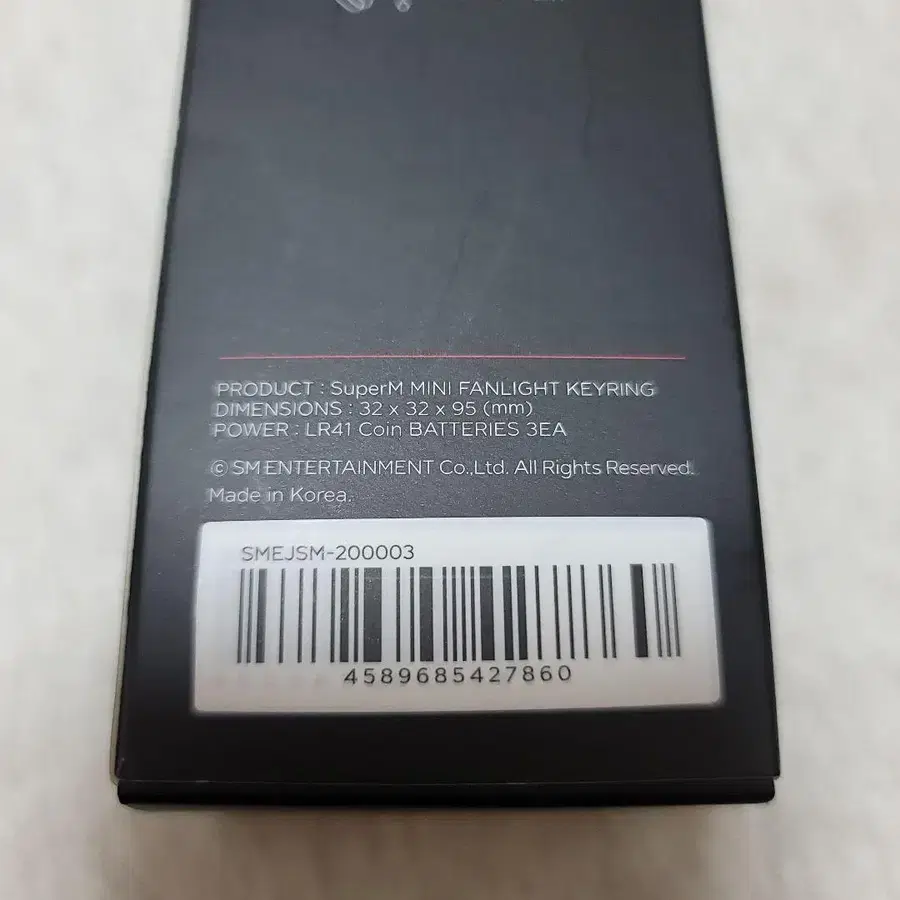 PRODUCT : SuperM MINI FANLIGHT KEYRING
DIMENSIONS : 32 x 32 x 95 (mm)
POWER : LR41 Coin BATTERIES 3EA
© SM ENTERTAINMENT Co.,Ltd. All Rights Reserved.
Made in Korea.
SMEJSM-200003
4589685427860